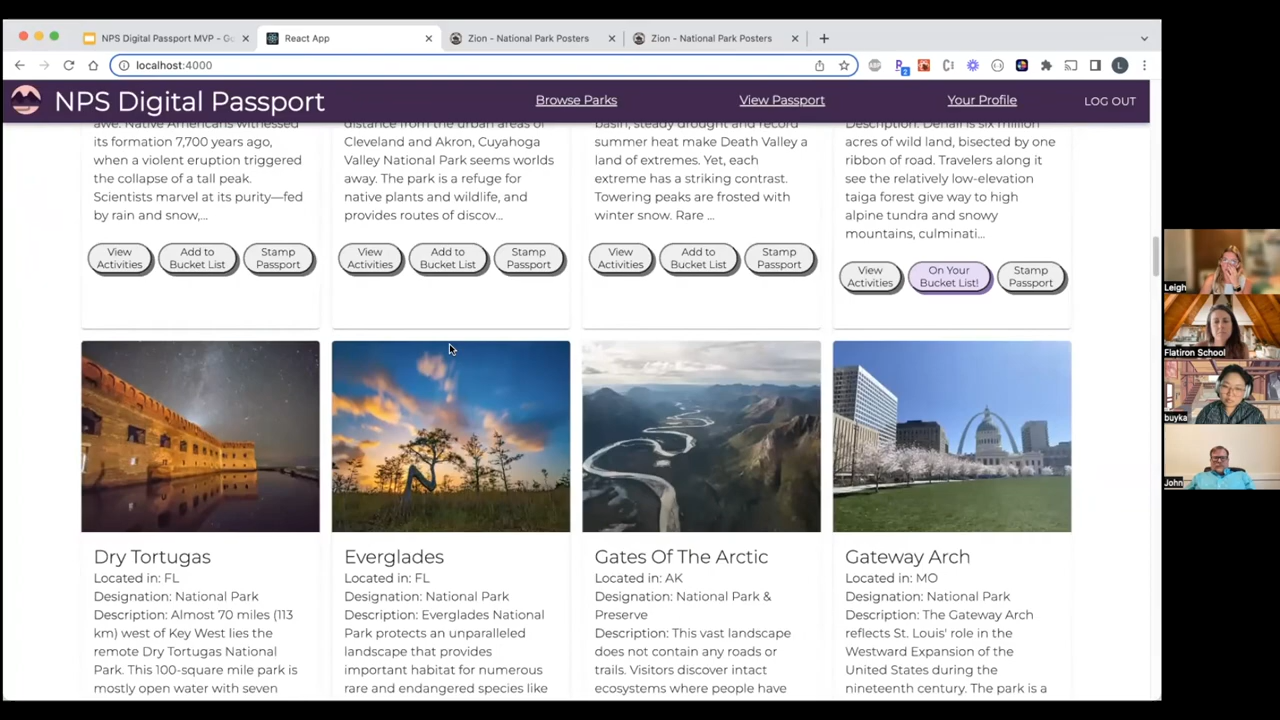 NPS Digital Passport MVP - Go
React App
Zion - National Park Posters
Zion - National Park Posters
localhost:4000
NPS Digital Passport
Browse Parks
View Passport
Your Profile
LOG OUT
awe. Native Americans witnessed
its formation 7,700 years ago,
when a violent eruption triggered
the collapse of a tall peak.
Scientists marvel at its purity—fed
by rain and snow,...
View
Activities
Add to
Bucket List
Stamp
Passport
distance from the urban areas of
Cleveland and Akron, Cuyahoga
Valley National Park seems worlds
away. The park is a refuge for
native plants and wildlife, and
provides routes of discov...
View
Activities
Add to
Bucket List
Stamp
Passport
basin, steady drought and record
summer heat make Death Valley a
land of extremes. Yet, each
extreme has a striking contrast.
Towering peaks are frosted with
winter snow. Rare ...
View
Activities
Add to
Bucket List
Stamp
Passport
Description: Denali is six million
acres of wild land, bisected by one
ribbon of road. Travelers along it
see the relatively low-elevation
taiga forest give way to high
alpine tundra and snowy
mountains, culminati...
View
Activities
On Your
Bucket List!
Stamp
Passport
Dry Tortugas
Located in: FL
Designation: National Park
Description: Almost 70 miles (113
km) west of Key West lies the
remote Dry Tortugas National
Park. This 100-square mile park is
mostly open water with seven
Everglades
Located in: FL
Designation: National Park
Description: Everglades National
Park protects an unparalleled
landscape that provides
important habitat for numerous
rare and endangered species like
Gates Of The Arctic
Located in: AK
Designation: National Park &
Preserve
Description: This vast landscape
does not contain any roads or
trails. Visitors discover intact
ecosystems where people have
Gateway Arch
Located in: MO
Designation: National Park
Description: The Gateway Arch
reflects St. Louis' role in the
Westward Expansion of the
United States during the
nineteenth century. The park is a
Leigh
Flatiron School
buyka
John
L
2